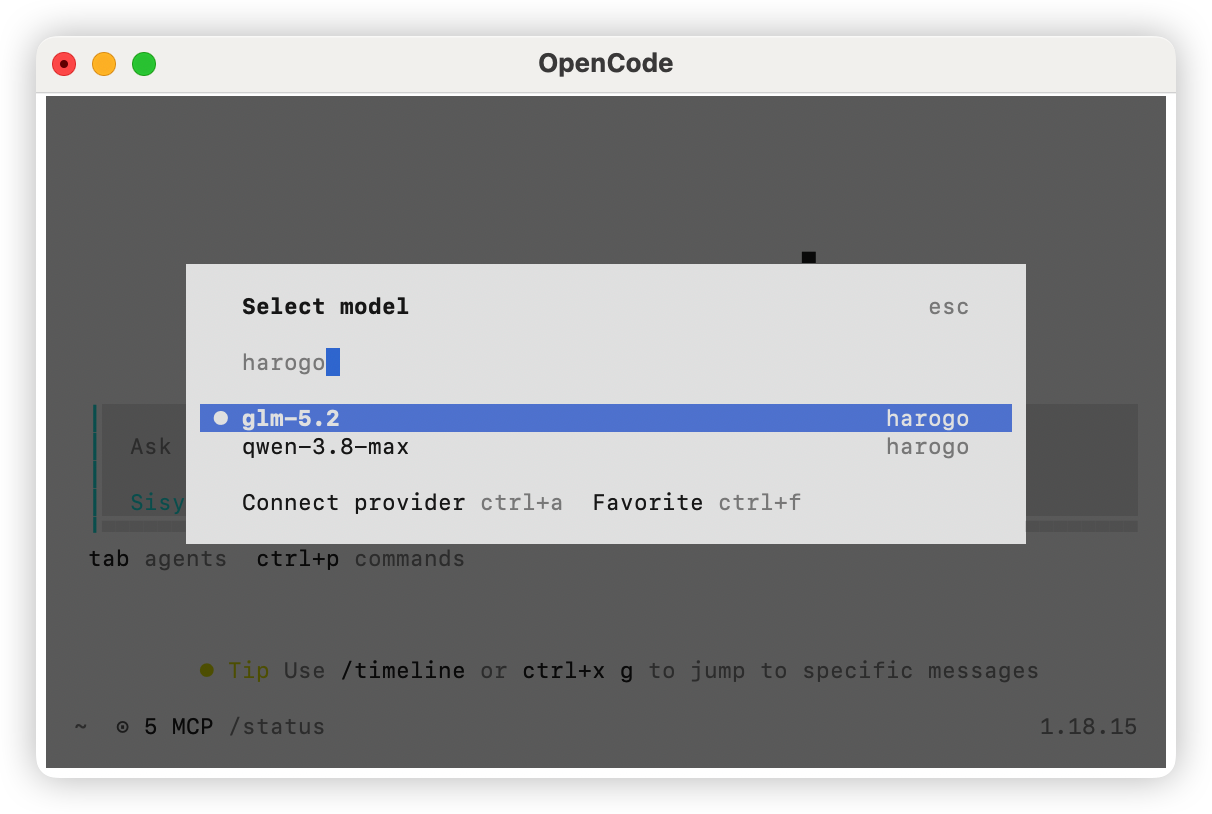 OpenCode
Select model esc
harogo
● glm-5.2 harogo
qwen-3.8-max harogo
Ask
Sisy
Connect provider ctrl+a Favorite ctrl+f
tab agents ctrl+p commands
● Tip Use /timeline or ctrl+x g to jump to specific messages
~ ⊙ 5 MCP /status 1.18.15